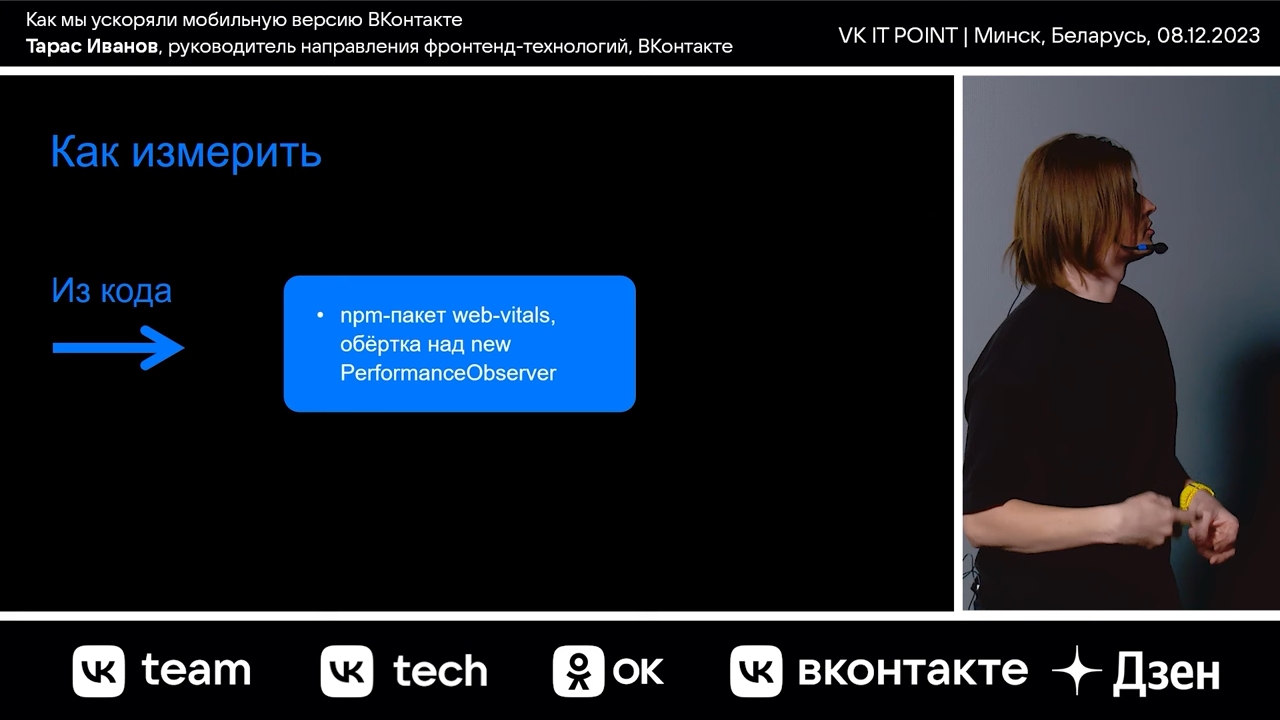 Как мы ускоряли мобильную версию ВКонтакте
Тарас Иванов, руководитель направления фронтенд-технологий, ВКонтакте
VK IT POINT | Минск, Беларусь, 08.12.2023
Как измерить
Из кода
• npm-пакет web-vitals,
обёртка над new
PerformanceObserver
team
tech
ок
вконтакте
Дзен